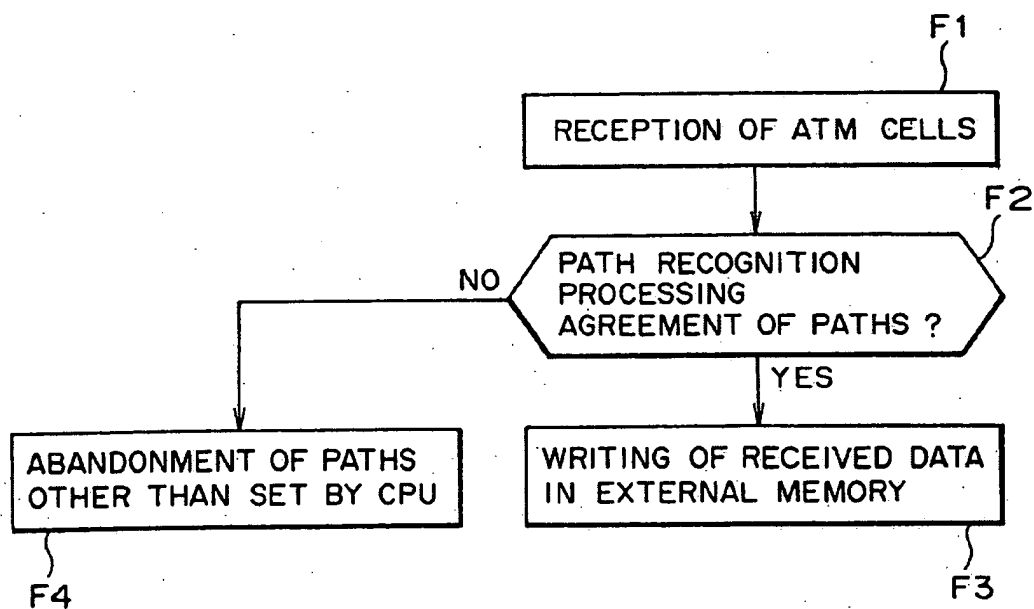 F1
RECEPTION OF ATM CELLS
F2
PATH RECOGNITION
PROCESSING
AGREEMENT OF PATHS ?
NO
YES
ABANDONMENT OF PATHS
OTHER THAN SET BY CPU
WRITING OF RECEIVED DATA
IN EXTERNAL MEMORY
F4
F3